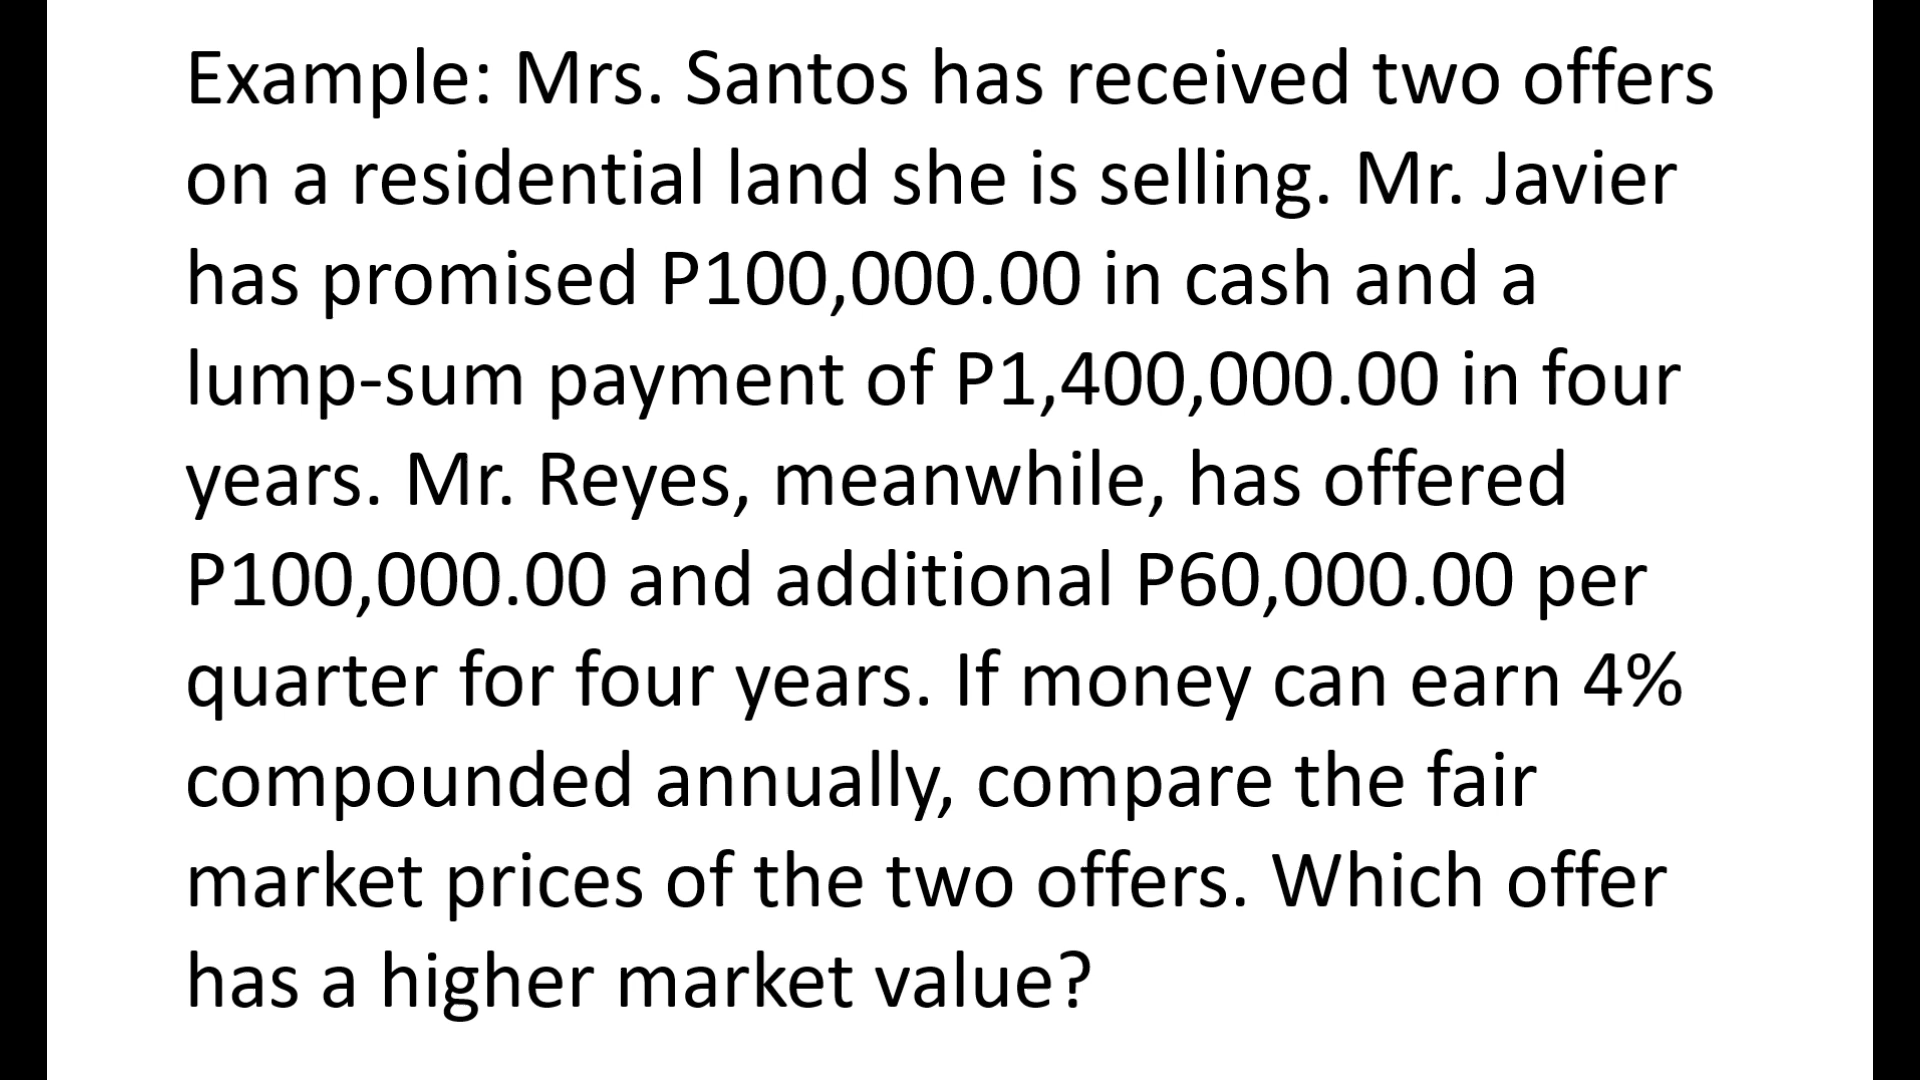 Example: Mrs. Santos has received two offers
on a residential land she is selling. Mr. Javier
has promised P100,000.00 in cash and a
lump-sum payment of P1,400,000.00 in four
years. Mr. Reyes, meanwhile, has offered
P100,000.00 and additional P60,000.00 per
quarter for four years. If money can earn 4%
compounded annually, compare the fair
market prices of the two offers. Which offer
has a higher market value?